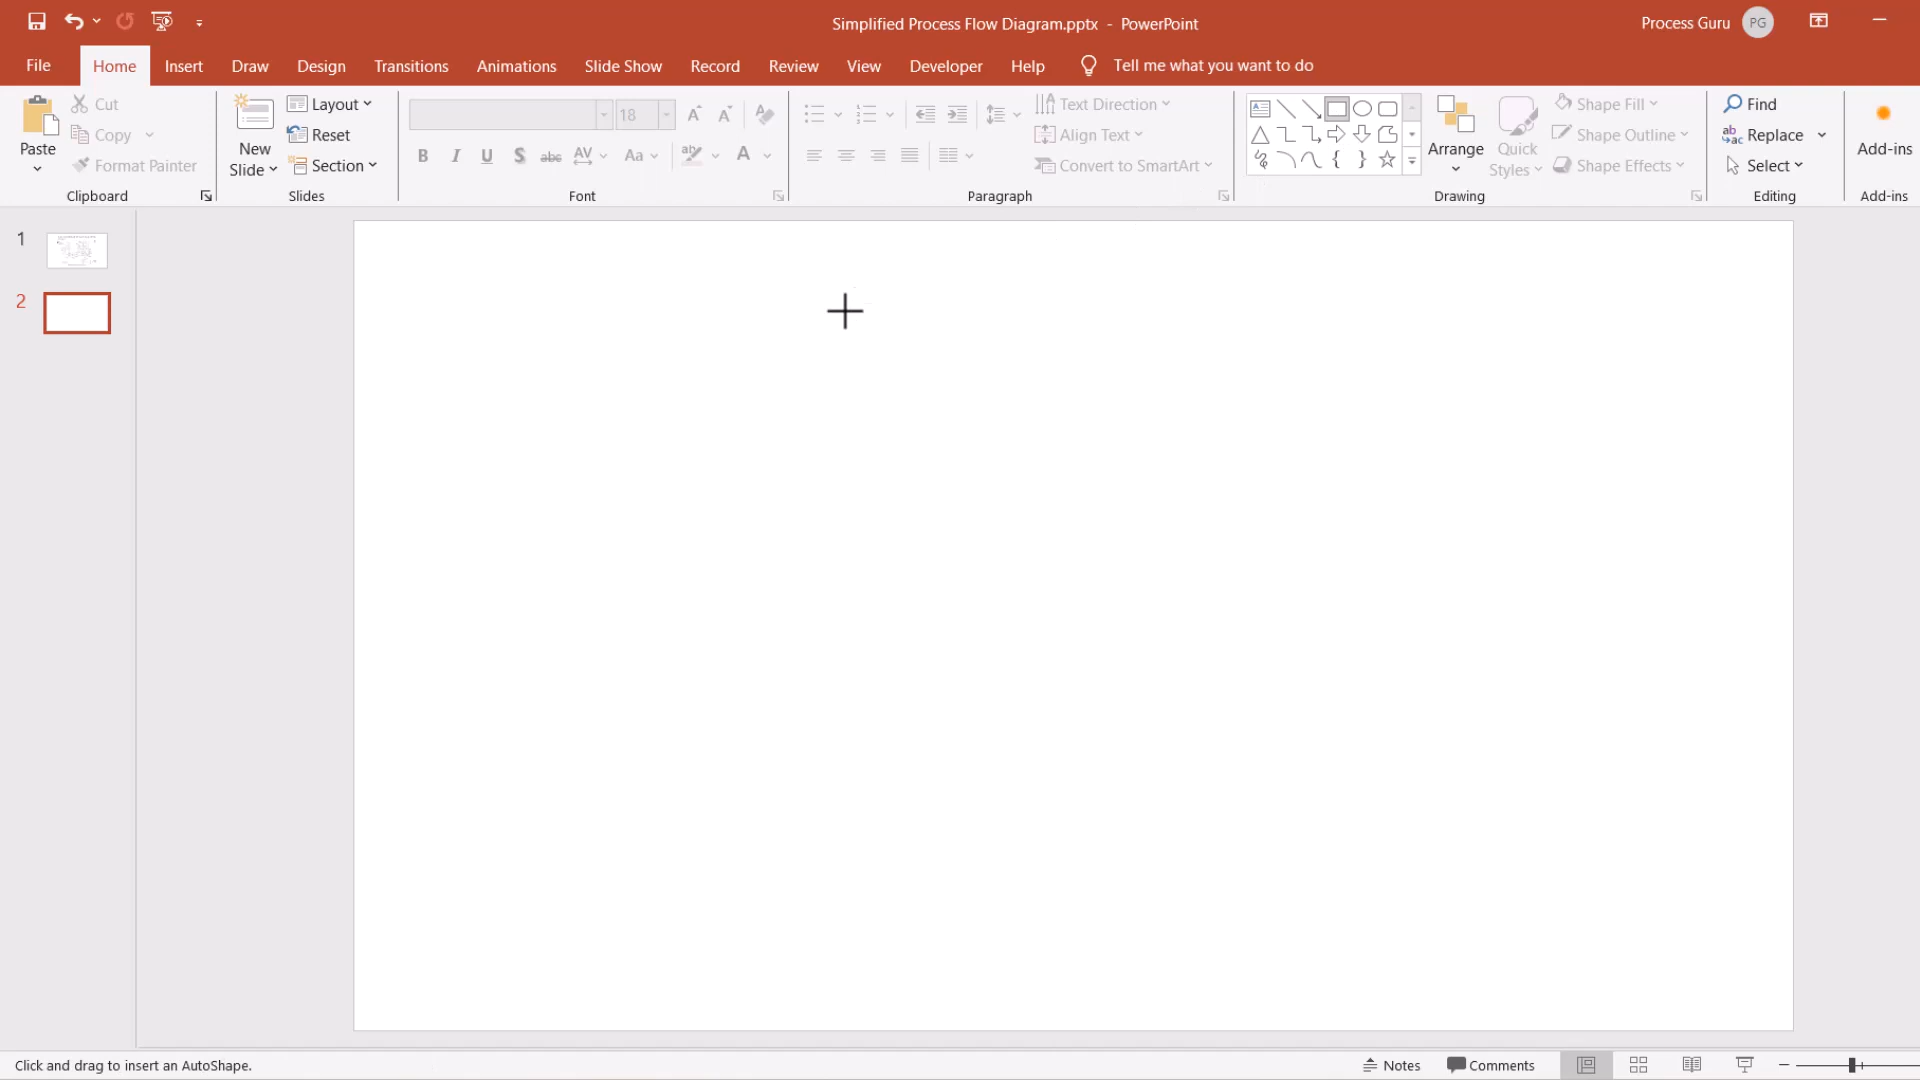 Simplified Process Flow Diagram.pptx - PowerPoint
Process Guru PG
File Home Insert Draw Design Transitions Animations Slide Show Record Review View Developer Help Tell me what you want to do
Paste
Cut
Copy
Format Painter
Clipboard
New
Slide
Layout
Reset
Section
Slides
18
B I U S abc AV Aa A
Font
Text Direction
Align Text
Convert to SmartArt
Paragraph
Arrange
Quick
Styles
Shape Fill
Shape Outline
Shape Effects
Drawing
Find
Replace
Select
Editing
Add-ins
Add-ins
1
2
Click and drag to insert an AutoShape.
Notes Comments